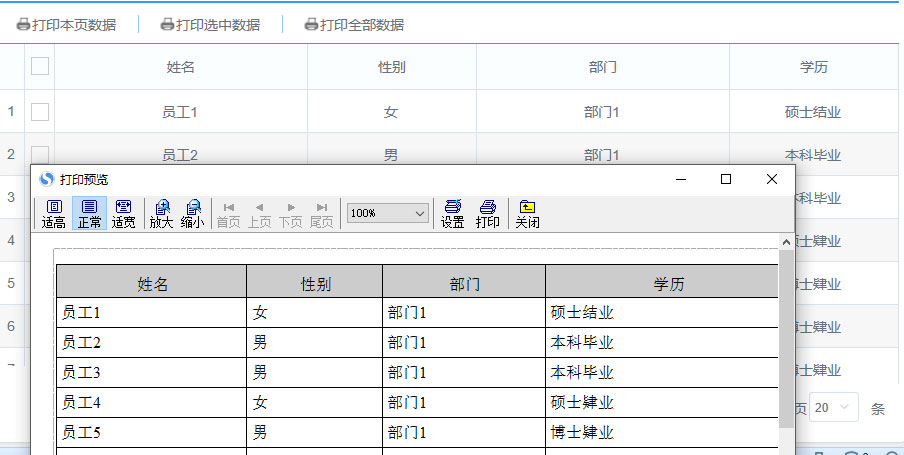 打印本页数据 打印选中数据 打印全部数据
姓名 性别 部门 学历
1 员工1 女 部门1 硕士结业
2 员工2 男 部门1 本科毕业
3 科毕业
4 士肄业
5 士肄业
6 士肄业
士肄业
页 20 条
打印预览
适高 正常 适宽 放大 缩小 首页 上页 下页 尾页 100% 设置 打印 关闭
姓名 性别 部门 学历
员工1 女 部门1 硕士结业
员工2 男 部门1 本科毕业
员工3 男 部门1 本科毕业
员工4 女 部门1 硕士肄业
员工5 男 部门1 博士肄业